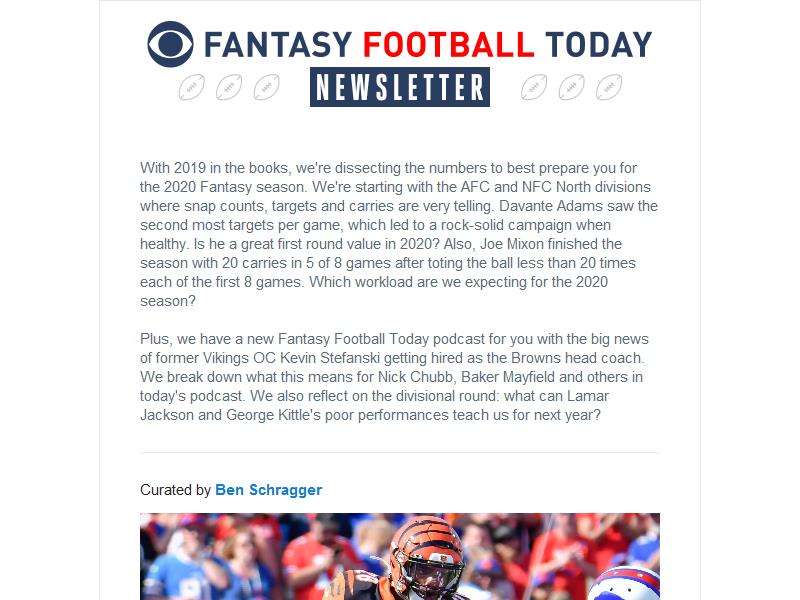 FANTASY FOOTBALL TODAY
NEWSLETTER
With 2019 in the books, we're dissecting the numbers to best prepare you for
the 2020 Fantasy season. We're starting with the AFC and NFC North divisions
where snap counts, targets and carries are very telling. Davante Adams saw the
second most targets per game, which led to a rock-solid campaign when
healthy. Is he a great first round value in 2020? Also, Joe Mixon finished the
season with 20 carries in 5 of 8 games after toting the ball less than 20 times
each of the first 8 games. Which workload are we expecting for the 2020
season?
Plus, we have a new Fantasy Football Today podcast for you with the big news
of former Vikings OC Kevin Stefanski getting hired as the Browns head coach.
We break down what this means for Nick Chubb, Baker Mayfield and others in
today's podcast. We also reflect on the divisional round: what can Lamar
Jackson and George Kittle's poor performances teach us for next year?
Curated by Ben Schragger